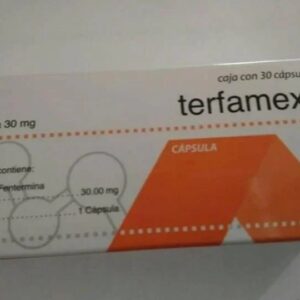 caja con 30 cápsu
terfamex
30 mg
CÁPSULA
contiene:
Fentermina 30.00 mg
1 Cápsula